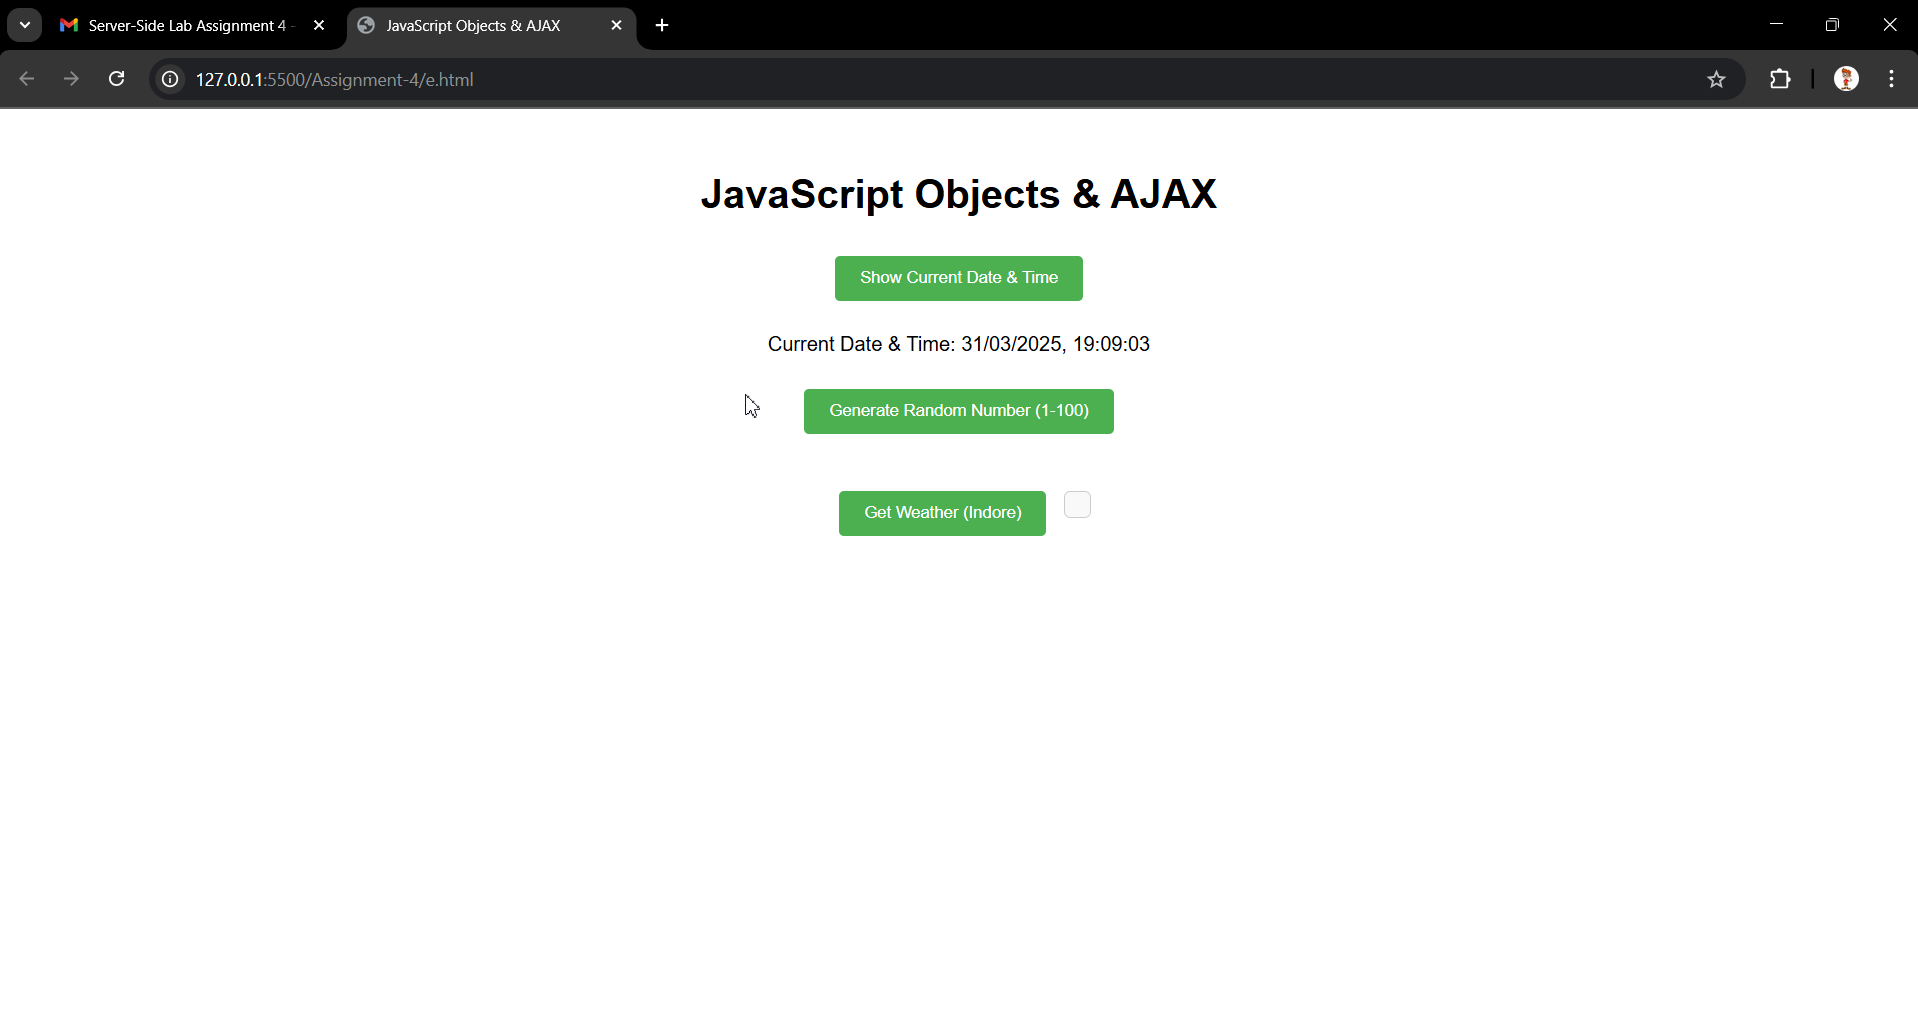 Server-Side Lab Assignment 4 -
JavaScript Objects & AJAX
127.0.0.1:5500/Assignment-4/e.html
JavaScript Objects & AJAX
Show Current Date & Time
Current Date & Time: 31/03/2025, 19:09:03
Generate Random Number (1-100)
Get Weather (Indore)